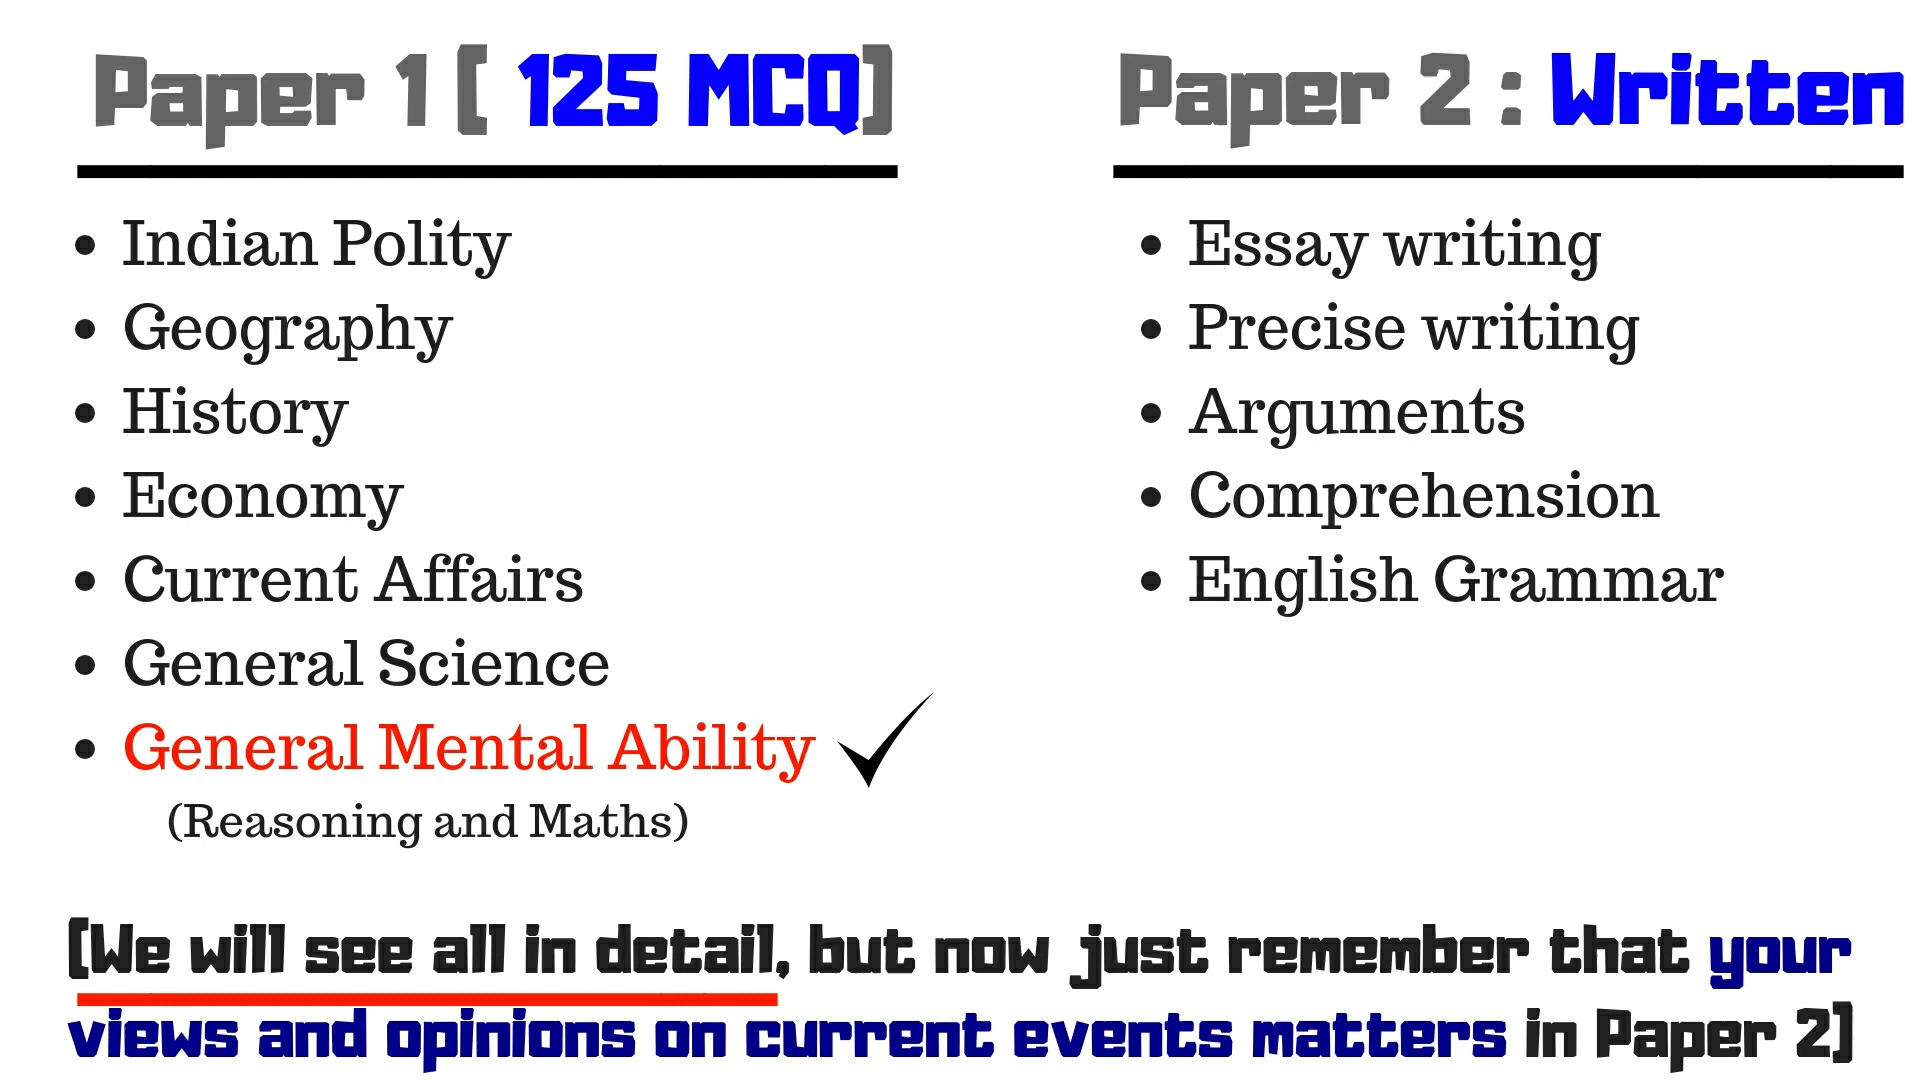 Paper 1 [ 125 MCQ]
• Indian Polity
• Geography
• History
• Economy
• Current Affairs
• General Science
• General Mental Ability
(Reasoning and Maths)
Paper 2 : Written
• Essay writing
• Precise writing
• Arguments
• Comprehension
• English Grammar
[We will see all in detail, but now just remember that your
views and opinions on current events matters in Paper 2]